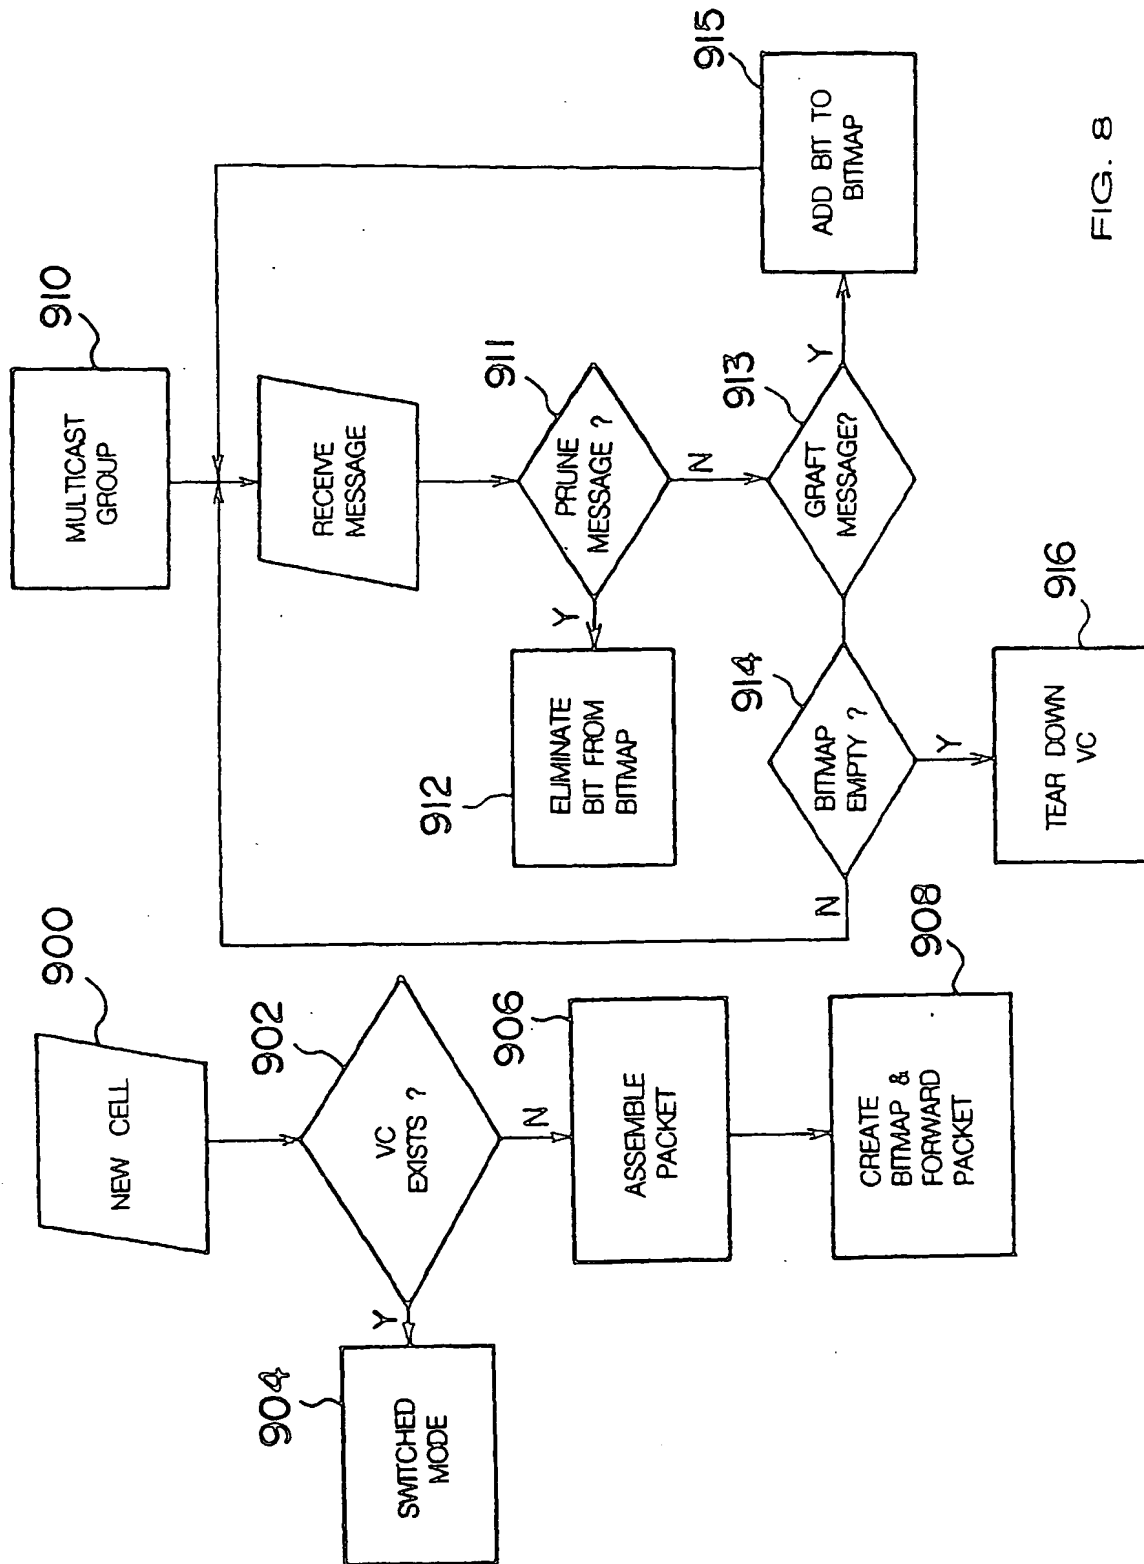 900
NEW CELL
902
VC
EXISTS ?
Y
N
904
SWITCHED
MODE
906
ASSEMBLE
PACKET
908
CREATE
BITMAP &
FORWARD
PACKET
910
MULTICAST
GROUP
RECEIVE
MESSAGE
911
PRUNE
MESSAGE ?
Y
N
912
ELIMINATE
BIT FROM
BITMAP
913
GRAFT
MESSAGE?
Y
914
BITMAP
EMPTY ?
N
Y
915
ADD BIT TO
BITMAP
916
TEAR DOWN
VC
FIG. 8